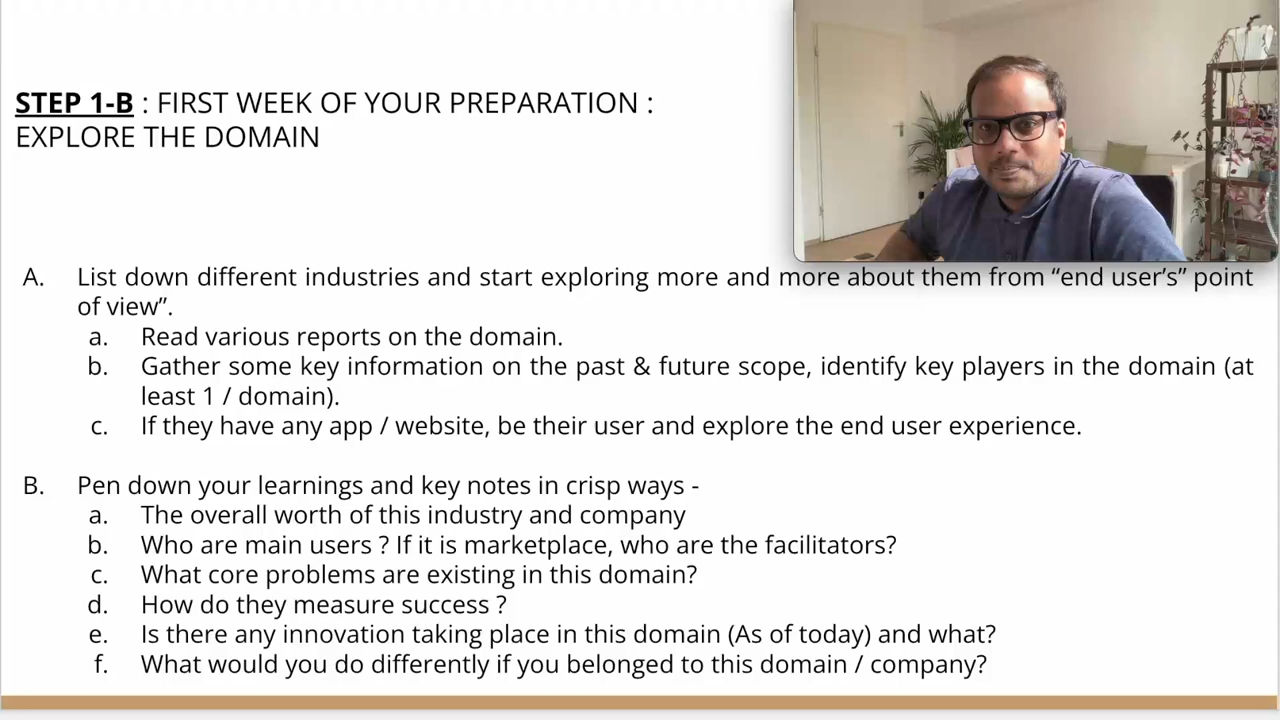 STEP 1-B : FIRST WEEK OF YOUR PREPARATION :
EXPLORE THE DOMAIN
A. List down different industries and start exploring more and more about them from “end user’s” point
of view”.
a. Read various reports on the domain.
b. Gather some key information on the past & future scope, identify key players in the domain (at
least 1 / domain).
c. If they have any app / website, be their user and explore the end user experience.
B. Pen down your learnings and key notes in crisp ways -
a. The overall worth of this industry and company
b. Who are main users ? If it is marketplace, who are the facilitators?
c. What core problems are existing in this domain?
d. How do they measure success ?
e. Is there any innovation taking place in this domain (As of today) and what?
f. What would you do differently if you belonged to this domain / company?